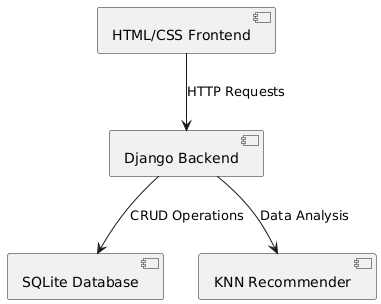 HTML/CSS Frontend
HTTP Requests
Django Backend
CRUD Operations
Data Analysis
SQLite Database
KNN Recommender